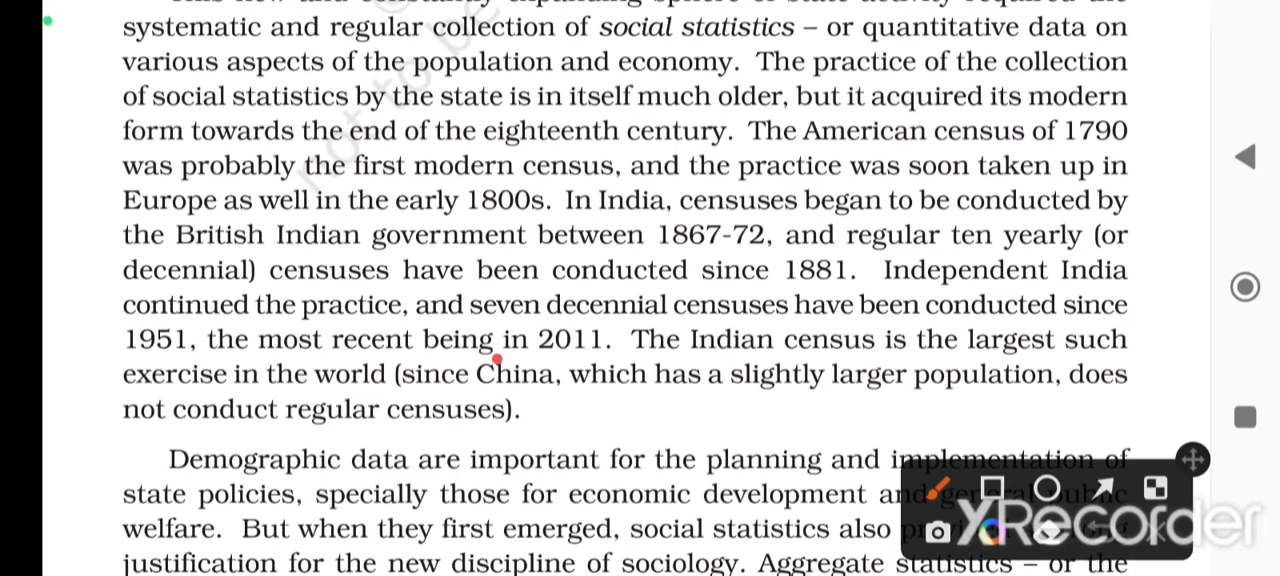 systematic and regular collection of social statistics – or quantitative data on
various aspects of the population and economy. The practice of the collection
of social statistics by the state is in itself much older, but it acquired its modern
form towards the end of the eighteenth century. The American census of 1790
was probably the first modern census, and the practice was soon taken up in
Europe as well in the early 1800s. In India, censuses began to be conducted by
the British Indian government between 1867-72, and regular ten yearly (or
decennial) censuses have been conducted since 1881. Independent India
continued the practice, and seven decennial censuses have been conducted since
1951, the most recent being in 2011. The Indian census is the largest such
exercise in the world (since China, which has a slightly larger population, does
not conduct regular censuses).
Demographic data are important for the planning and implementation of
state policies, specially those for economic development and general public
welfare. But when they first emerged, social statistics also
justification for the new discipline of sociology. Aggregate statistics – or the
not to be
XRecorder